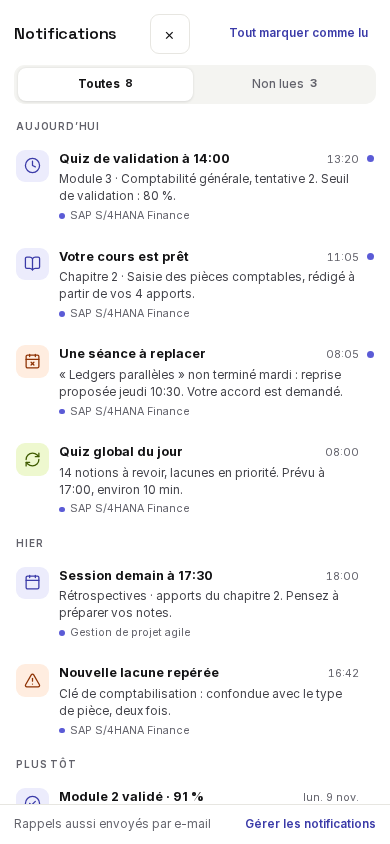 Notifications
×
Tout marquer comme lu
Toutes 8
Non lues 3
AUJOURD'HUI
Quiz de validation à 14:00
13:20
Module 3 · Comptabilité générale, tentative 2. Seuil
de validation : 80 %.
SAP S/4HANA Finance
Votre cours est prêt
11:05
Chapitre 2 · Saisie des pièces comptables, rédigé à
partir de vos 4 apports.
SAP S/4HANA Finance
Une séance à replacer
08:05
« Ledgers parallèles » non terminé mardi : reprise
proposée jeudi 10:30. Votre accord est demandé.
SAP S/4HANA Finance
Quiz global du jour
08:00
14 notions à revoir, lacunes en priorité. Prévu à
17:00, environ 10 min.
SAP S/4HANA Finance
HIER
Session demain à 17:30
18:00
Rétrospectives · apports du chapitre 2. Pensez à
préparer vos notes.
Gestion de projet agile
Nouvelle lacune repérée
16:42
Clé de comptabilisation : confondue avec le type
de pièce, deux fois.
SAP S/4HANA Finance
PLUS TÔT
Module 2 validé · 91 %
lun. 9 nov.
Rappels aussi envoyés par e-mail
Gérer les notifications